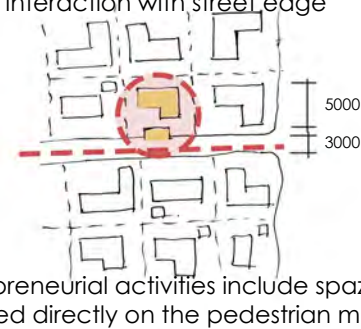 interaction with street edge
5000
3000
preneurial activities include spaz
ed directly on the pedestrian m